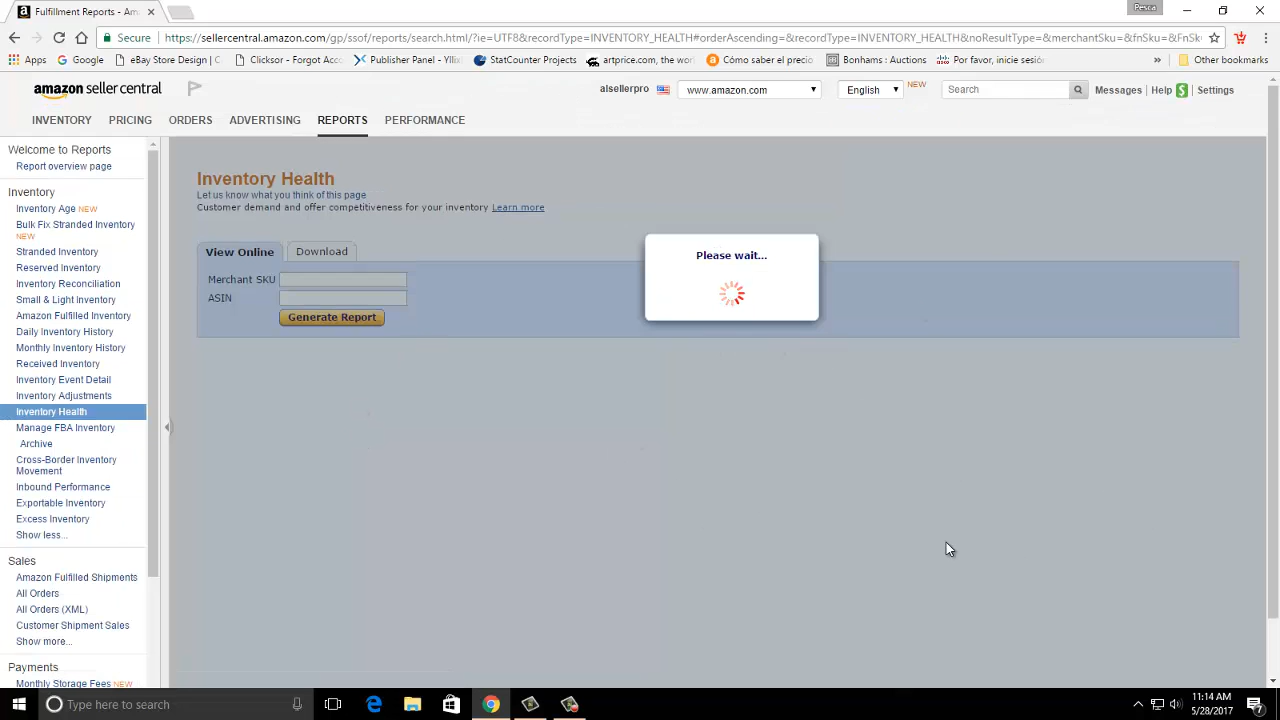 Fulfillment Reports - Ama
Pesca
Secure
https://sellercentral.amazon.com/gp/ssof/reports/search.html/?ie=UTF8&recordType=INVENTORY_HEALTH#orderAscending=&recordType=INVENTORY_HEALTH&noResultType=&merchantSku=&fnSku=&FnSk
Apps
Google
eBay Store Design |
Clicksor - Forgot Acc
Publisher Panel - Yllix
StatCounter Projects
artprice.com, the wor
Cómo saber el precio
Bonhams : Auctions
Por favor, inicie sesió
Other bookmarks
amazon seller central
alsellerpro
www.amazon.com
English
NEW
Search
Messages
Help
Settings
INVENTORY
PRICING
ORDERS
ADVERTISING
REPORTS
PERFORMANCE
Welcome to Reports
Report overview page
Inventory
Inventory Age NEW
Bulk Fix Stranded Inventory
NEW
Stranded Inventory
Reserved Inventory
Inventory Reconciliation
Small & Light Inventory
Amazon Fulfilled Inventory
Daily Inventory History
Monthly Inventory History
Received Inventory
Inventory Event Detail
Inventory Adjustments
Inventory Health
Manage FBA Inventory
Archive
Cross-Border Inventory
Movement
Inbound Performance
Exportable Inventory
Excess Inventory
Show less...
Sales
Amazon Fulfilled Shipments
All Orders
All Orders (XML)
Customer Shipment Sales
Show more...
Payments
Monthly Storage Fees NEW
Inventory Health
Let us know what you think of this page
Customer demand and offer competitiveness for your inventory Learn more
View Online
Download
Merchant SKU
ASIN
Generate Report
Please wait...
Type here to search
11:14 AM
5/28/2017